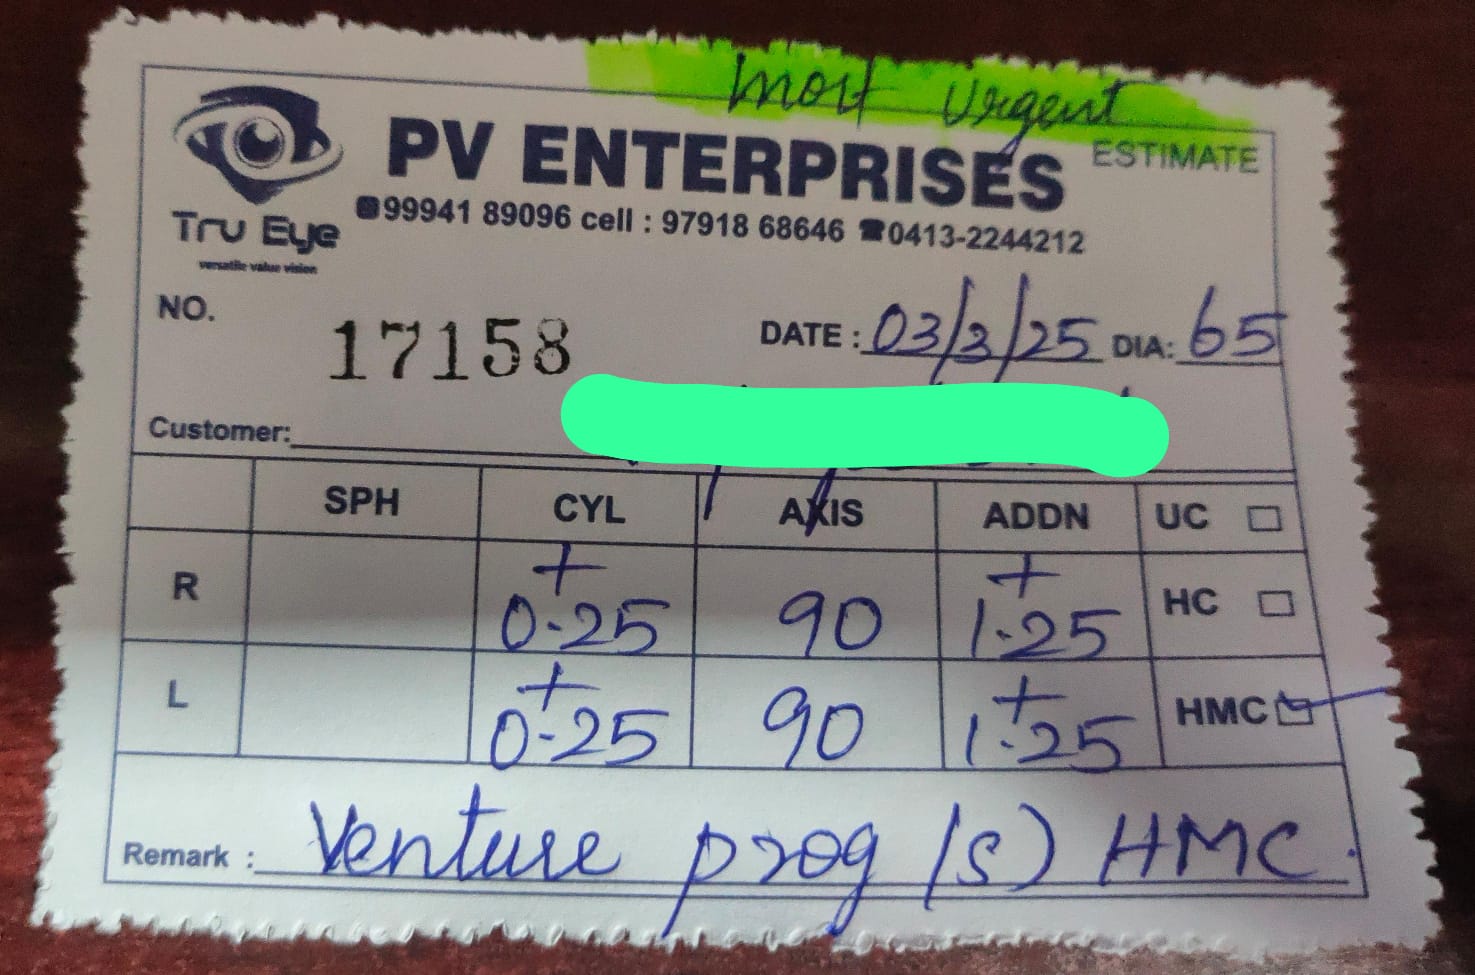 most Urgent
ESTIMATE
PV ENTERPRISES
99941 89096 cell : 97918 68646 ☎0413-2244212
Tru Eye
versatile value vision
NO. 17158 DATE : 03/3/25 DIA: 65
Customer:
SPH CYL AXIS ADDN UC
R +0.25 90 +1.25 HC
L +0.25 90 +1.25 HMC
Remark : Venture prog (s) HMC.